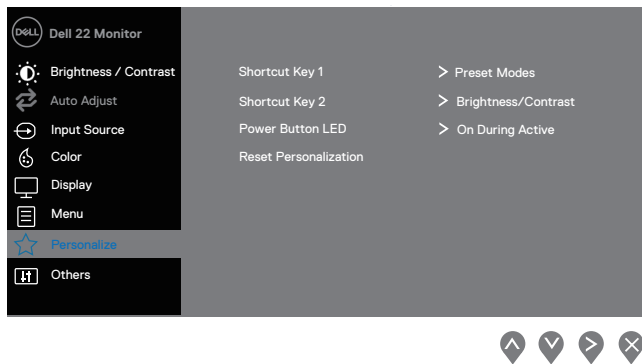 DELL Dell 22 Monitor
Brightness / Contrast
Auto Adjust
Input Source
Color
Display
Menu
Personalize
Others
Shortcut Key 1 > Preset Modes
Shortcut Key 2 > Brightness/Contrast
Power Button LED > On During Active
Reset Personalization